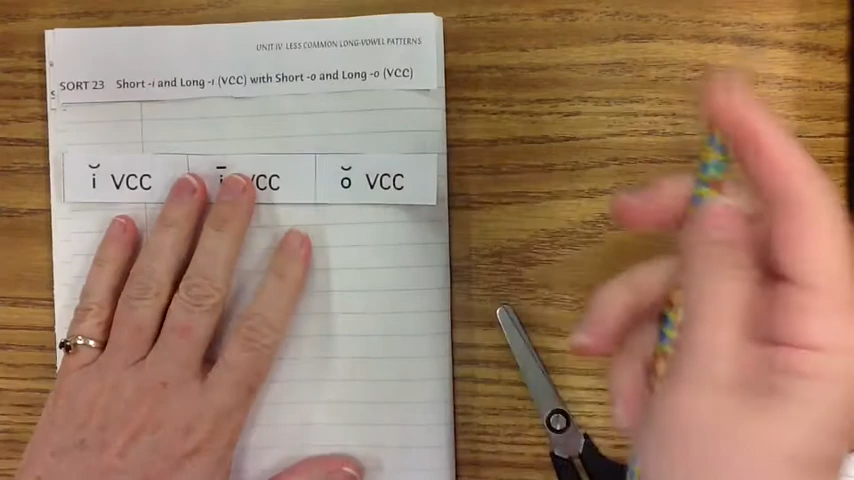 UNIT IV LESS COMMON LONG-VOWEL PATTERNS
SORT 23 Short -i and Long -i (VCC) with Short -o and Long -o (VCC)
ĭ VCC ī VCC ŏ VCC